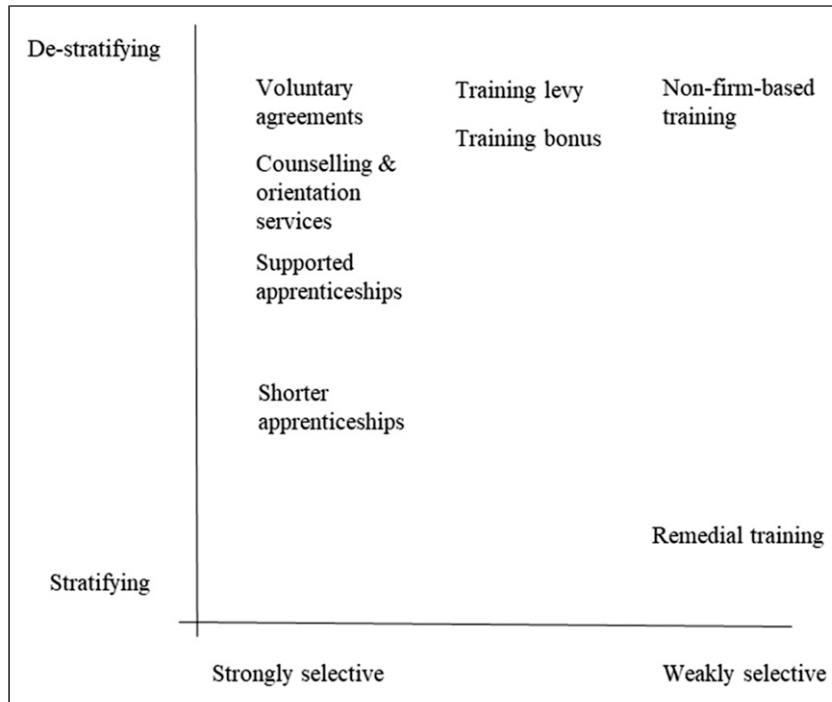 De-stratifying
Voluntary
agreements
Training levy
Training bonus
Non-firm-based
training
Counselling &
orientation
services
Supported
apprenticeships
Shorter
apprenticeships
Remedial training
Stratifying
Strongly selective
Weakly selective